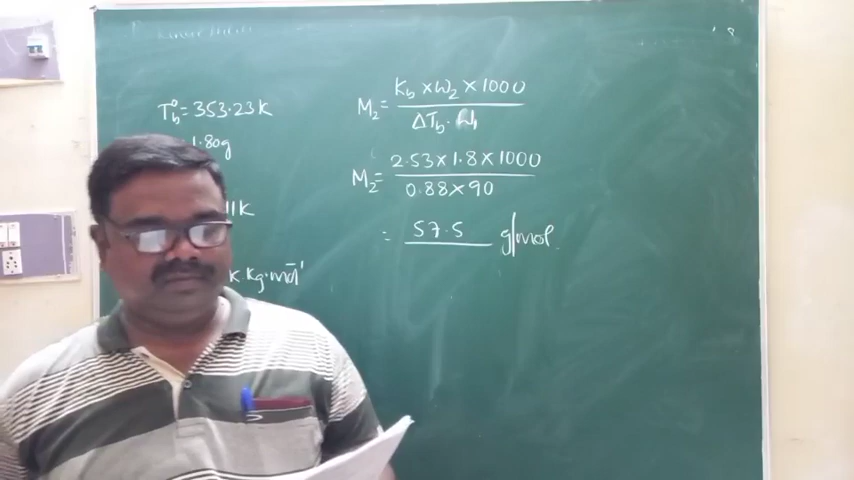 T°b = 353.23 K
1.80g
11K
K Kg.mol⁻¹
M₂ = Kb × W₂ × 1000
ΔTb . W₁
M₂ = 2.53 × 1.8 × 1000
0.88 × 90
= 57.5 g/mol.